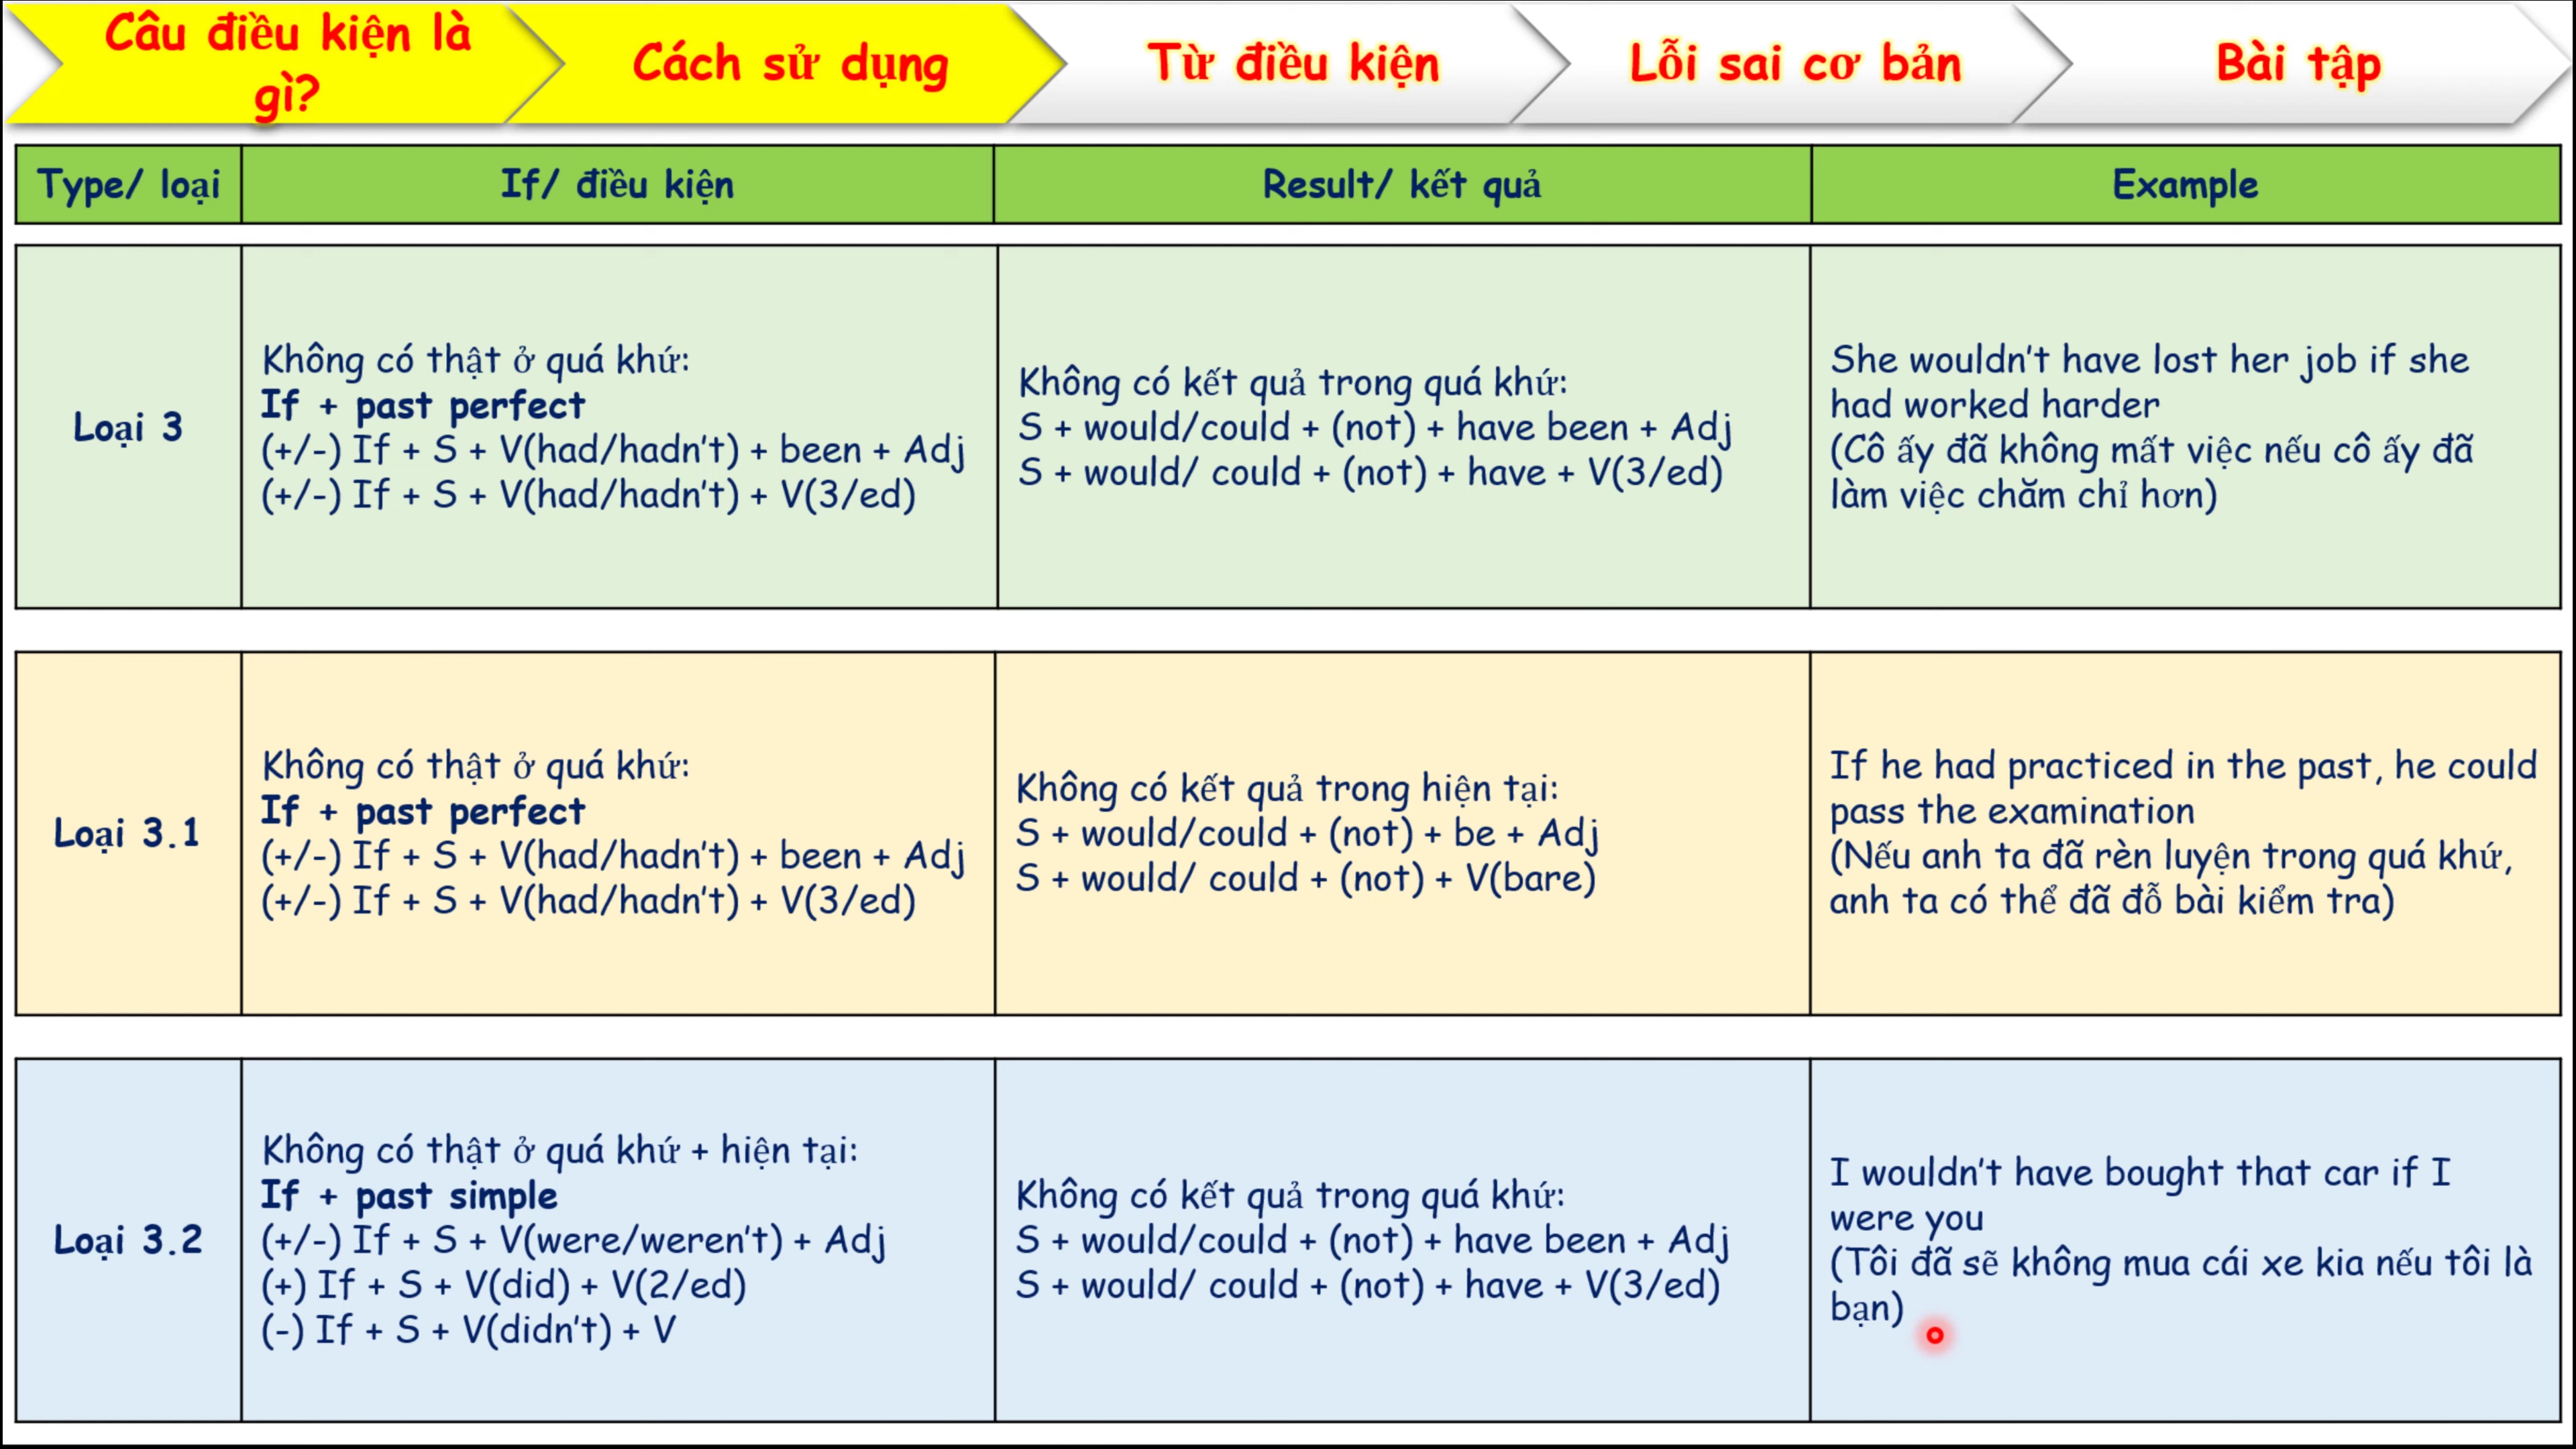 Câu điều kiện là
gì?
Cách sử dụng
Từ điều kiện
Lỗi sai cơ bản
Bài tập
Type/ loại
If/ điều kiện
Result/ kết quả
Example
Loại 3
Không có thật ở quá khứ:
If + past perfect
(+/-) If + S + V(had/hadn't) + been + Adj
(+/-) If + S + V(had/hadn't) + V(3/ed)
Không có kết quả trong quá khứ:
S + would/could + (not) + have been + Adj
S + would/ could + (not) + have + V(3/ed)
She wouldn't have lost her job if she
had worked harder
(Cô ấy đã không mất việc nếu cô ấy đã
làm việc chăm chỉ hơn)
Loại 3.1
Không có thật ở quá khứ:
If + past perfect
(+/-) If + S + V(had/hadn't) + been + Adj
(+/-) If + S + V(had/hadn't) + V(3/ed)
Không có kết quả trong hiện tại:
S + would/could + (not) + be + Adj
S + would/ could + (not) + V(bare)
If he had practiced in the past, he could
pass the examination
(Nếu anh ta đã rèn luyện trong quá khứ,
anh ta có thể đã đỗ bài kiểm tra)
Loại 3.2
Không có thật ở quá khứ + hiện tại:
If + past simple
(+/-) If + S + V(were/weren't) + Adj
(+) If + S + V(did) + V(2/ed)
(-) If + S + V(didn't) + V
Không có kết quả trong quá khứ:
S + would/could + (not) + have been + Adj
S + would/ could + (not) + have + V(3/ed)
I wouldn't have bought that car if I
were you
(Tôi đã sẽ không mua cái xe kia nếu tôi là
bạn)